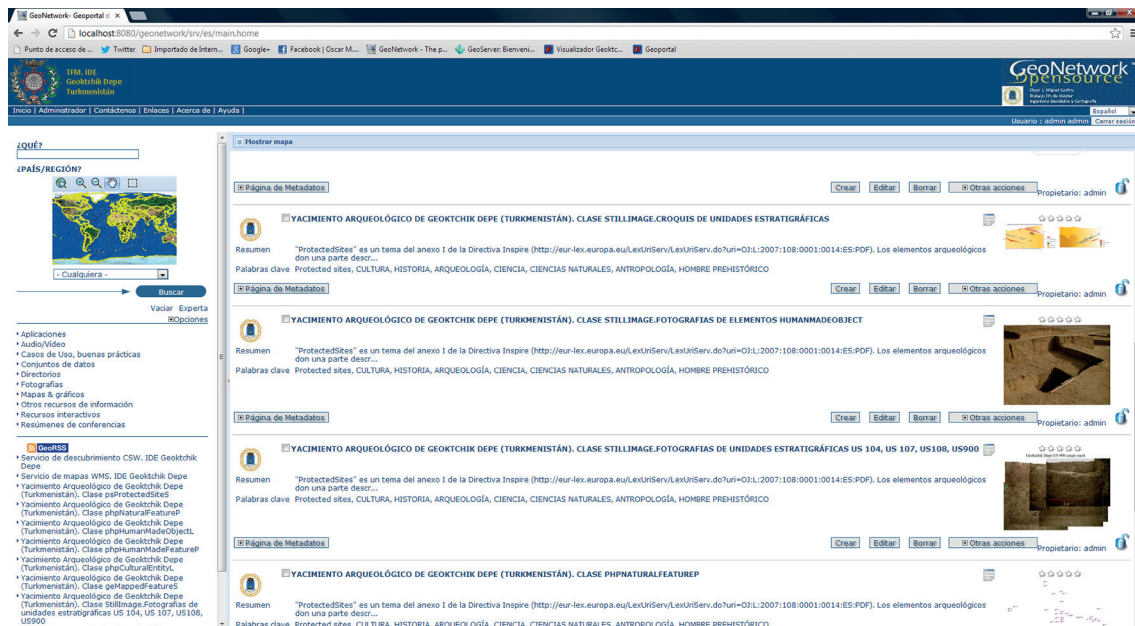 GeoNetwork- Geoportal d
localhost:8080/geonetwork/srv/es/main.home
Punto de acceso de ... Twitter Importado de Intern... Google+ Facebook | Oscar M.... GeoNetwork - The p... GeoServer: Bienveni... Visualizador Geoktc... Geoportal
TFM. IDE
Geoktchik Depe
Turkmenistán
GeoNetwork
Opensource
Inicio | Administrador | Contáctenos | Enlaces | Acerca de | Ayuda |
Español
Usuario : admin admin Cerrar sesión
¿QUÉ?
¿PAÍS/REGIÓN?
- Cualquiera -
Buscar
Vaciar Experta
Opciones
Aplicaciones
Audio/Vídeo
Casos de Uso, buenas prácticas
Conjuntos de datos
Directorios
Fotografías
Mapas & gráficos
Otros recursos de información
Recursos interactivos
Resúmenes de conferencias
GeoRSS
Servicio de descubrimiento CSW. IDE Geoktchik
Depe
Servicio de mapas WMS. IDE Geoktchik Depe
Yacimiento Arqueológico de Geoktchik Depe
(Turkmenistán). Clase psProtectedSiteS
Yacimiento Arqueológico de Geoktchik Depe
(Turkmenistán). Clase phpNaturalFeatureP
Yacimiento Arqueológico de Geoktchik Depe
(Turkmenistán). Clase phpHumanMadeObjectL
Yacimiento Arqueológico de Geoktchik Depe
(Turkmenistán). Clase phpHumanMadeFeatureP
Yacimiento Arqueológico de Geoktchik Depe
(Turkmenistán). Clase phpCulturalEntityL
Yacimiento Arqueológico de Geoktchik Depe
(Turkmenistán). Clase geMappedFeatureS
Yacimiento Arqueológico de Geoktchik Depe
(Turkmenistán). Clase StillImage.Fotografias de
unidades estratigráficas US 104, US 107, US108,
US900
Mostrar mapa
Página de Metadatos Crear Editar Borrar Otras acciones Propietario: admin
YACIMIENTO ARQUEOLÓGICO DE GEOKTCHIK DEPE (TURKMENISTÁN). CLASE STILLIMAGE.CROQUIS DE UNIDADES ESTRATIGRÁFICAS
Resumen "ProtectedSites" es un tema del anexo I de la Directiva Inspire (http://eur-lex.europa.eu/LexUriServ/LexUriServ.do?uri=OJ:L:2007:108:0001:0014:ES:PDF). Los elementos arqueológicos
don una parte descr...
Palabras clave Protected sites, CULTURA, HISTORIA, ARQUEOLOGÍA, CIENCIA, CIENCIAS NATURALES, ANTROPOLOGÍA, HOMBRE PREHISTÓRICO
Página de Metadatos Crear Editar Borrar Otras acciones Propietario: admin
YACIMIENTO ARQUEOLÓGICO DE GEOKTCHIK DEPE (TURKMENISTÁN). CLASE STILLIMAGE.FOTOGRAFIAS DE ELEMENTOS HUMANMADEOBJECT
Resumen "ProtectedSites" es un tema del anexo I de la Directiva Inspire (http://eur-lex.europa.eu/LexUriServ/LexUriServ.do?uri=OJ:L:2007:108:0001:0014:ES:PDF). Los elementos arqueológicos
don una parte descr...
Palabras clave Protected sites, CULTURA, HISTORIA, ARQUEOLOGÍA, CIENCIA, CIENCIAS NATURALES, ANTROPOLOGÍA, HOMBRE PREHISTÓRICO
Página de Metadatos Crear Editar Borrar Otras acciones Propietario: admin
YACIMIENTO ARQUEOLÓGICO DE GEOKTCHIK DEPE (TURKMENISTÁN). CLASE STILLIMAGE.FOTOGRAFIAS DE UNIDADES ESTRATIGRÁFICAS US 104, US 107, US108, US900
Resumen "ProtectedSites" es un tema del anexo I de la Directiva Inspire (http://eur-lex.europa.eu/LexUriServ/LexUriServ.do?uri=OJ:L:2007:108:0001:0014:ES:PDF). Los elementos arqueológicos
don una parte descr...
Palabras clave Protected sites, CULTURA, HISTORIA, ARQUEOLOGÍA, CIENCIA, CIENCIAS NATURALES, ANTROPOLOGÍA, HOMBRE PREHISTÓRICO
Página de Metadatos Crear Editar Borrar Otras acciones Propietario: admin
YACIMIENTO ARQUEOLÓGICO DE GEOKTCHIK DEPE (TURKMENISTÁN). CLASE PHPNATURALFEATUREP
Resumen "ProtectedSites" es un tema del anexo I de la Directiva Inspire (http://eur-lex.europa.eu/LexUriServ/LexUriServ.do?uri=OJ:L:2007:108:0001:0014:ES:PDF). Los elementos arqueológicos
don una parte descr...
Palabras clave Protected sites, CULTURA, HISTORIA, ARQUEOLOGÍA, CIENCIA, CIENCIAS NATURALES, ANTROPOLOGÍA, HOMBRE PREHISTÓRICO